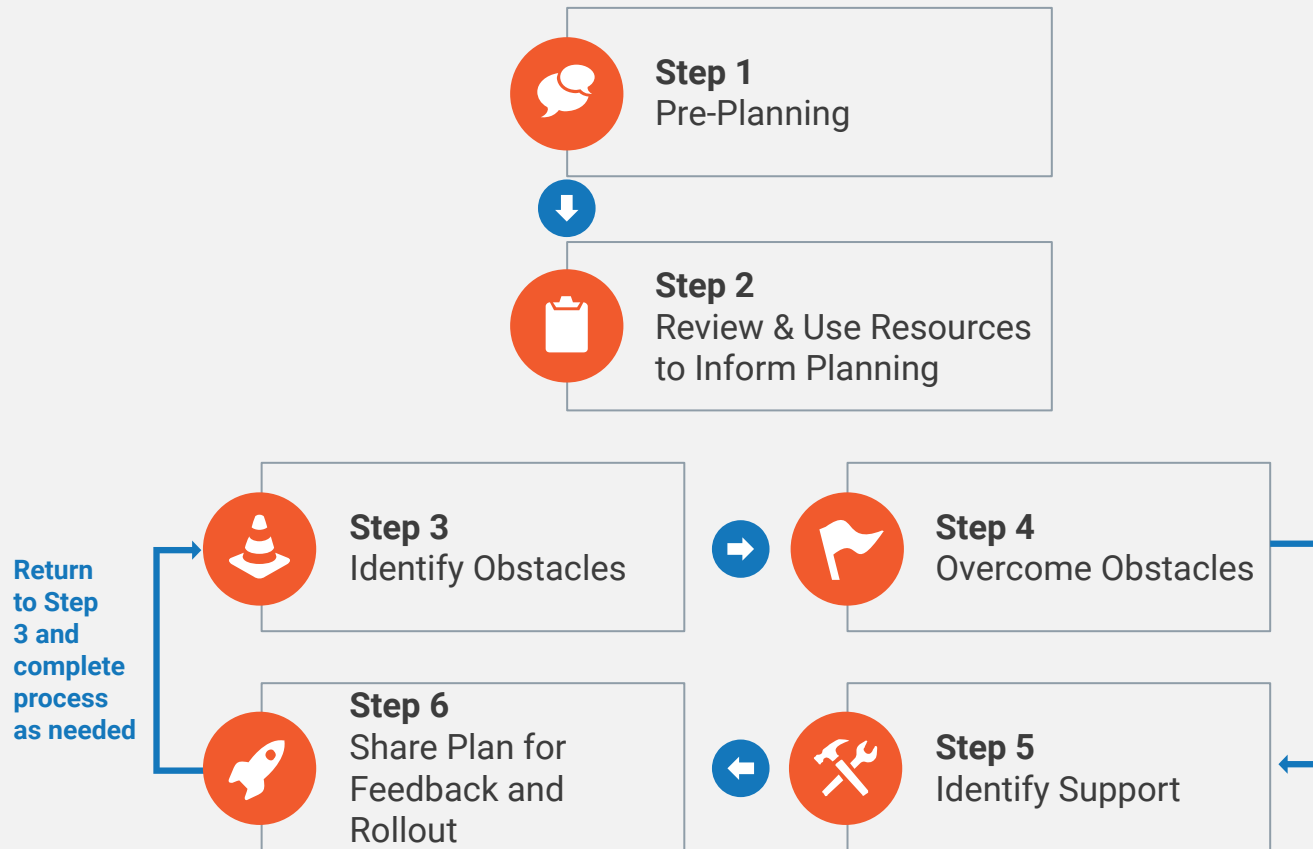 Step 1
Pre-Planning
Step 2
Review & Use Resources
to Inform Planning
Step 3
Identify Obstacles
Step 4
Overcome Obstacles
Return
to Step
3 and
complete
process
as needed
Step 5
Identify Support
Step 6
Share Plan for
Feedback and
Rollout